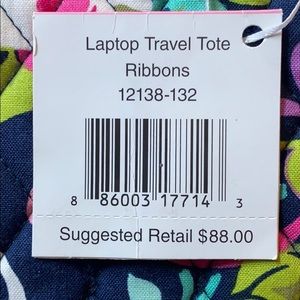 Laptop Travel Tote
Ribbons
12138-132
8 86003 17714 3
Suggested Retail $88.00